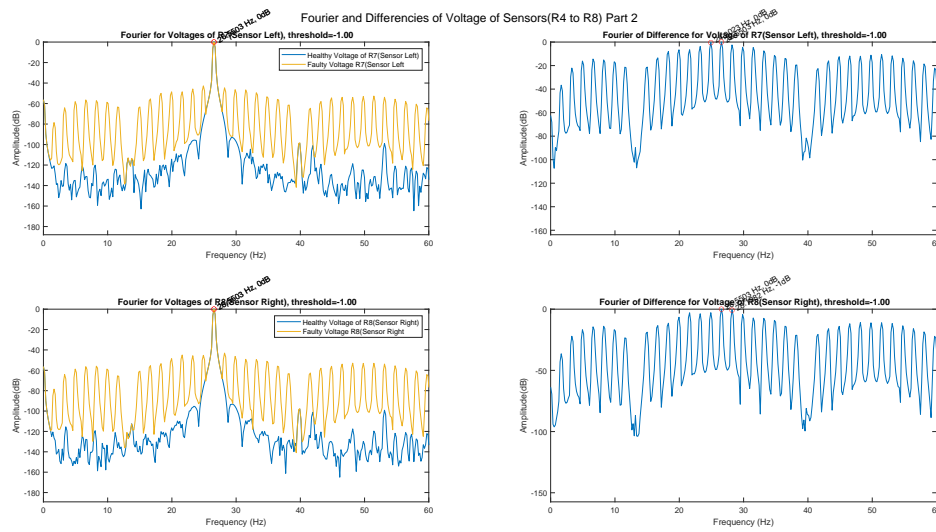 Fourier and Differencies of Voltage of Sensors(R4 to R8) Part 2
Fourier for Voltages of R7(Sensor Left), threshold=-1.00
Healthy Voltage of R7(Sensor Left)
Faulty Voltage R7(Sensor Left
0
-20
-40
-60
-80
-100
-120
-140
-160
-180
Amplitude(dB)
0 10 20 30 40 50 60
Frequency (Hz)
Fourier of Difference for Voltage of R7(Sensor Left), threshold=-1.00
0
-20
-40
-60
-80
-100
-120
-140
-160
Amplitude(dB)
0 10 20 30 40 50 60
Frequency (Hz)
Fourier for Voltages of R8(Sensor Right), threshold=-1.00
Healthy Voltage of R8(Sensor Right)
Faulty Voltage R8(Sensor Right
0
-20
-40
-60
-80
-100
-120
-140
-160
-180
Amplitude(dB)
0 10 20 30 40 50 60
Frequency (Hz)
Fourier of Difference for Voltage of R8(Sensor Right), threshold=-1.00
0
-50
-100
-150
Amplitude(dB)
0 10 20 30 40 50 60
Frequency (Hz)